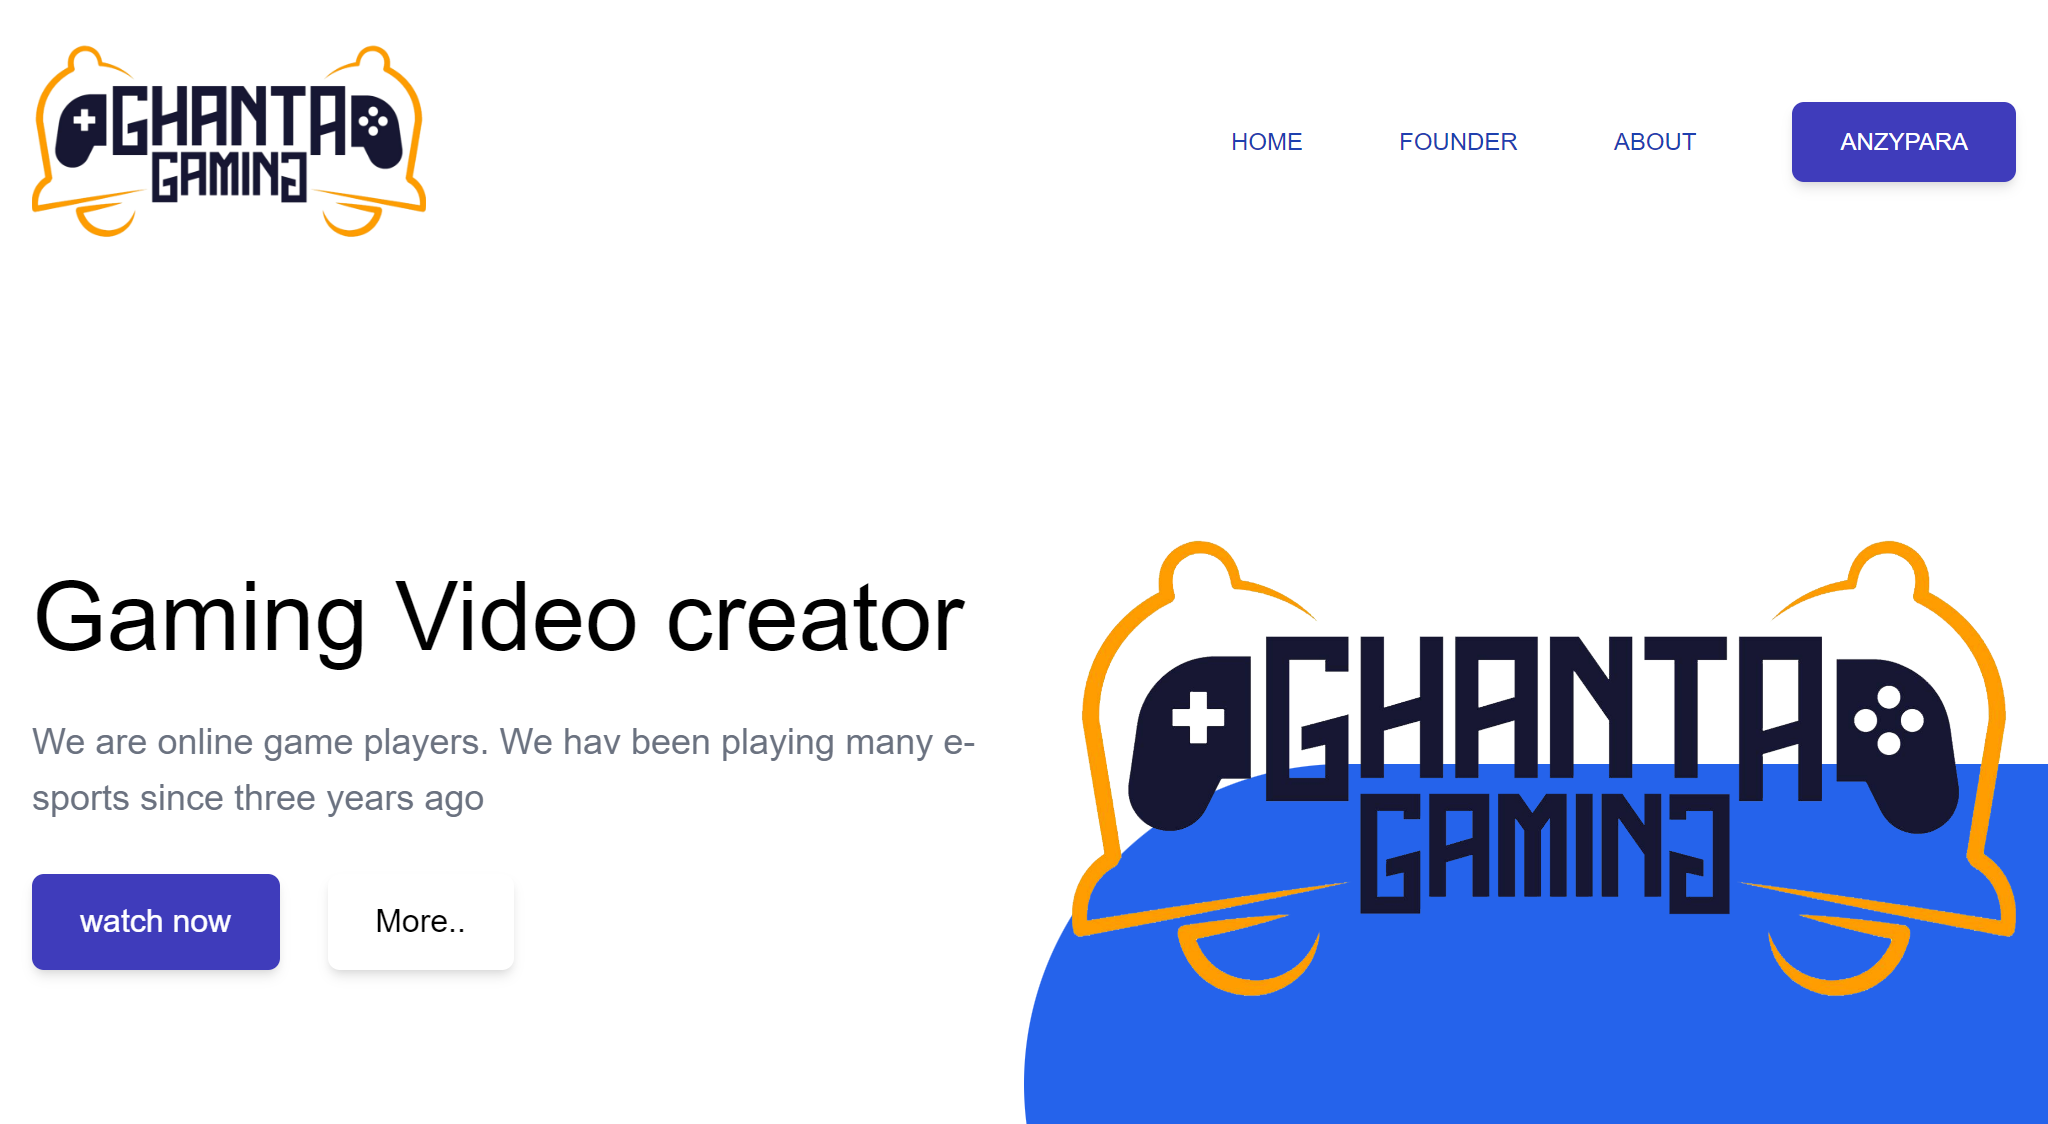 GHANTA
GAMING
HOME
FOUNDER
ABOUT
ANZYPARA
Gaming Video creator
We are online game players. We hav been playing many e-
sports since three years ago
watch now
More..
GHANTA
GAMING